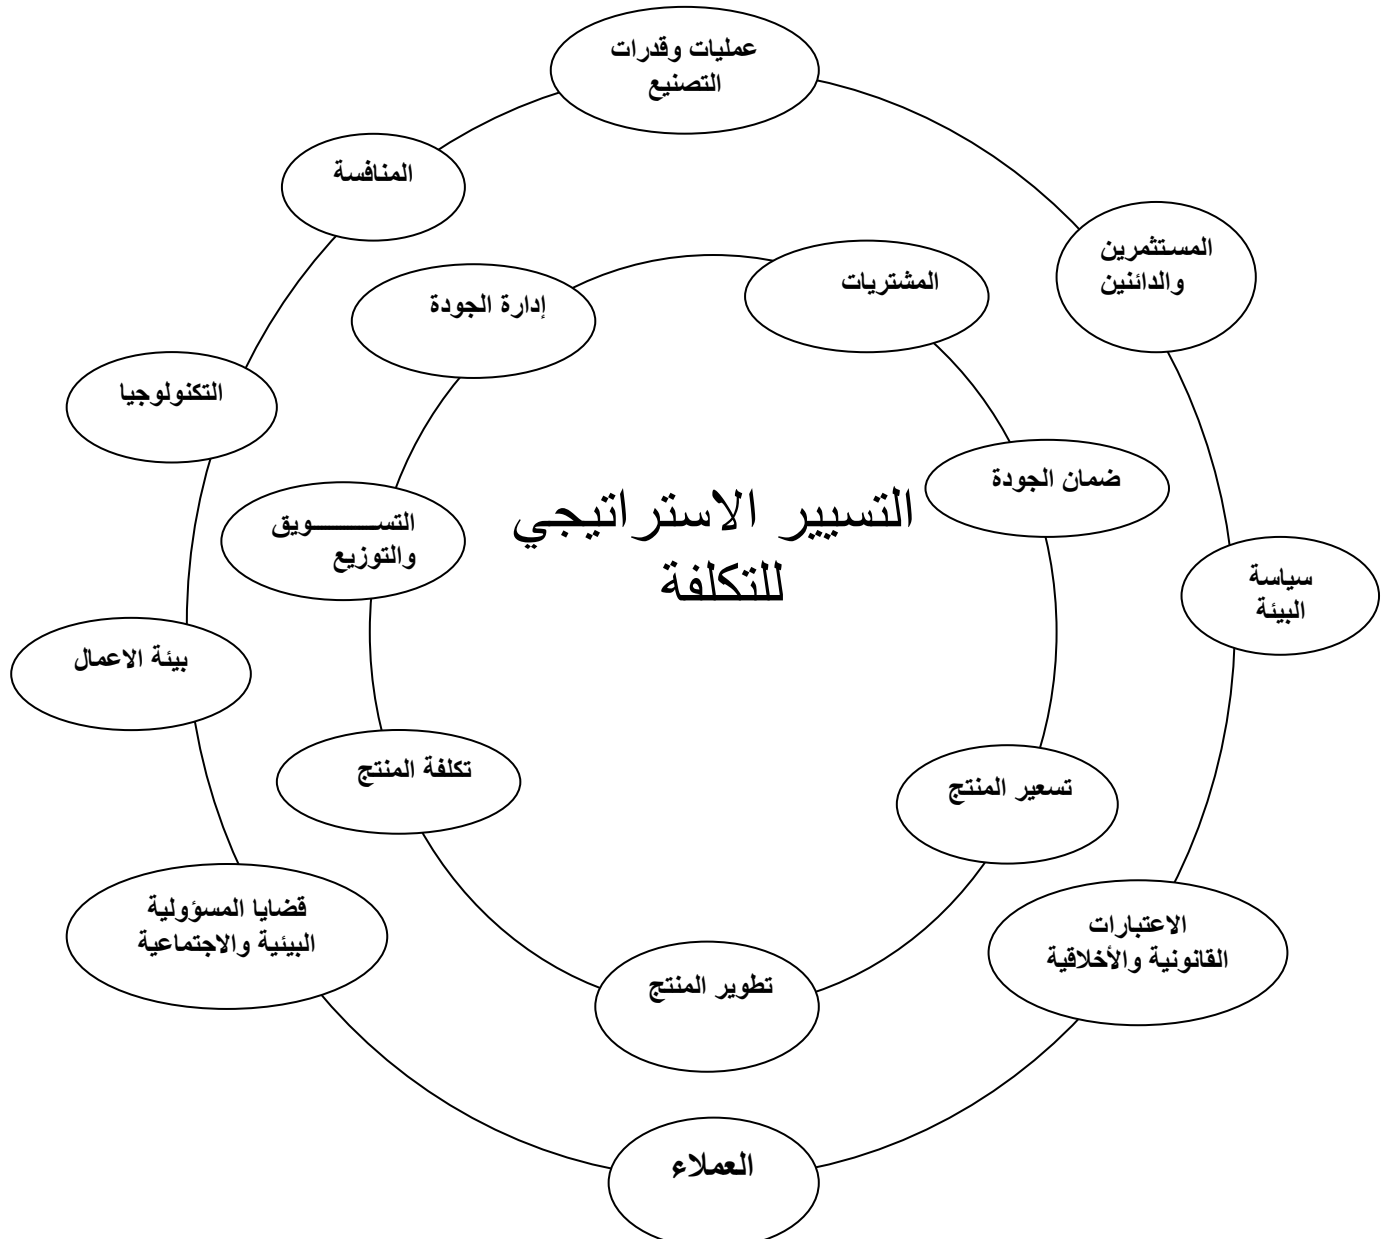 عمليات وقدرات
التصنيع
المنافسة
المستثمرين
والدائنين
المشتريات
إدارة الجودة
التكنولوجيا
ضمان الجودة
التسيير الاستراتيجي
للتكلفة
التســـــــويق
والتوزيع
سياسة
البيئة
بيئة الاعمال
تكلفة المنتج
تسعير المنتج
قضايا المسؤولية
البيئية والاجتماعية
الاعتبارات
القانونية والأخلاقية
تطوير المنتج
العملاء